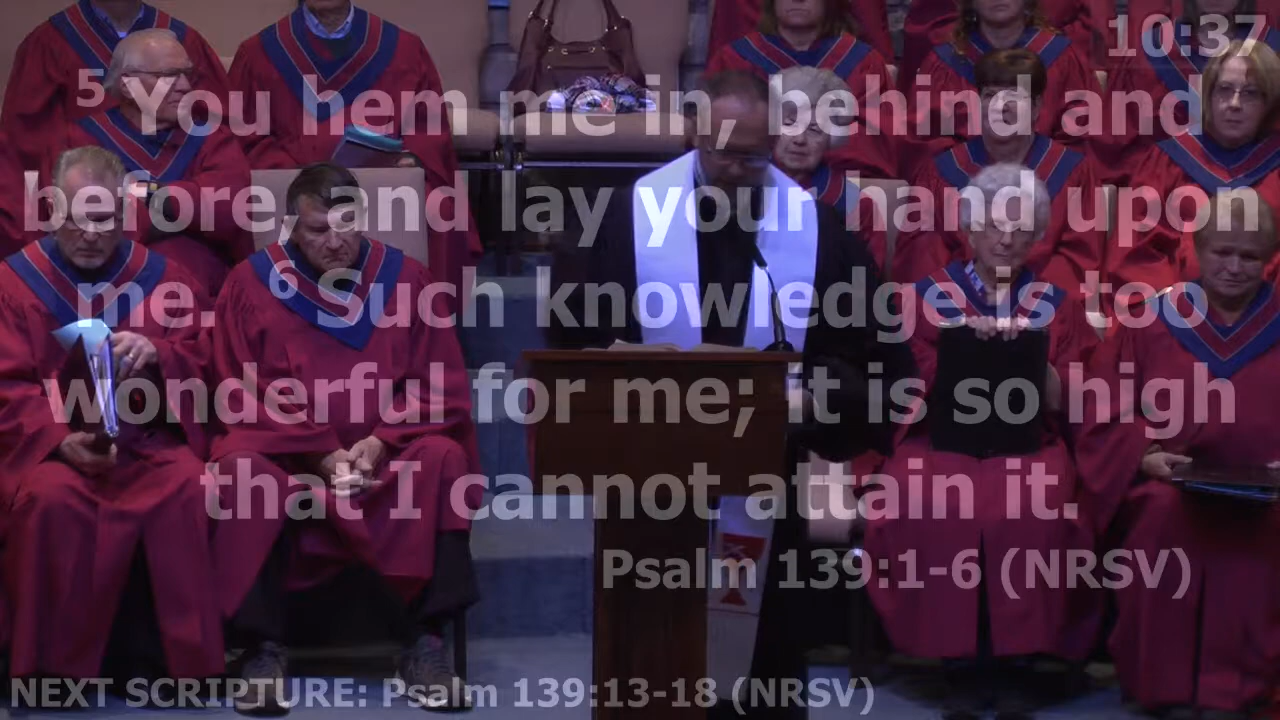 10:37
5 You hem me in, behind and
before, and lay your hand upon
me. 6 Such knowledge is too
wonderful for me; it is so high
that I cannot attain it.
Psalm 139:1-6 (NRSV)
NEXT SCRIPTURE: Psalm 139:13-18 (NRSV)